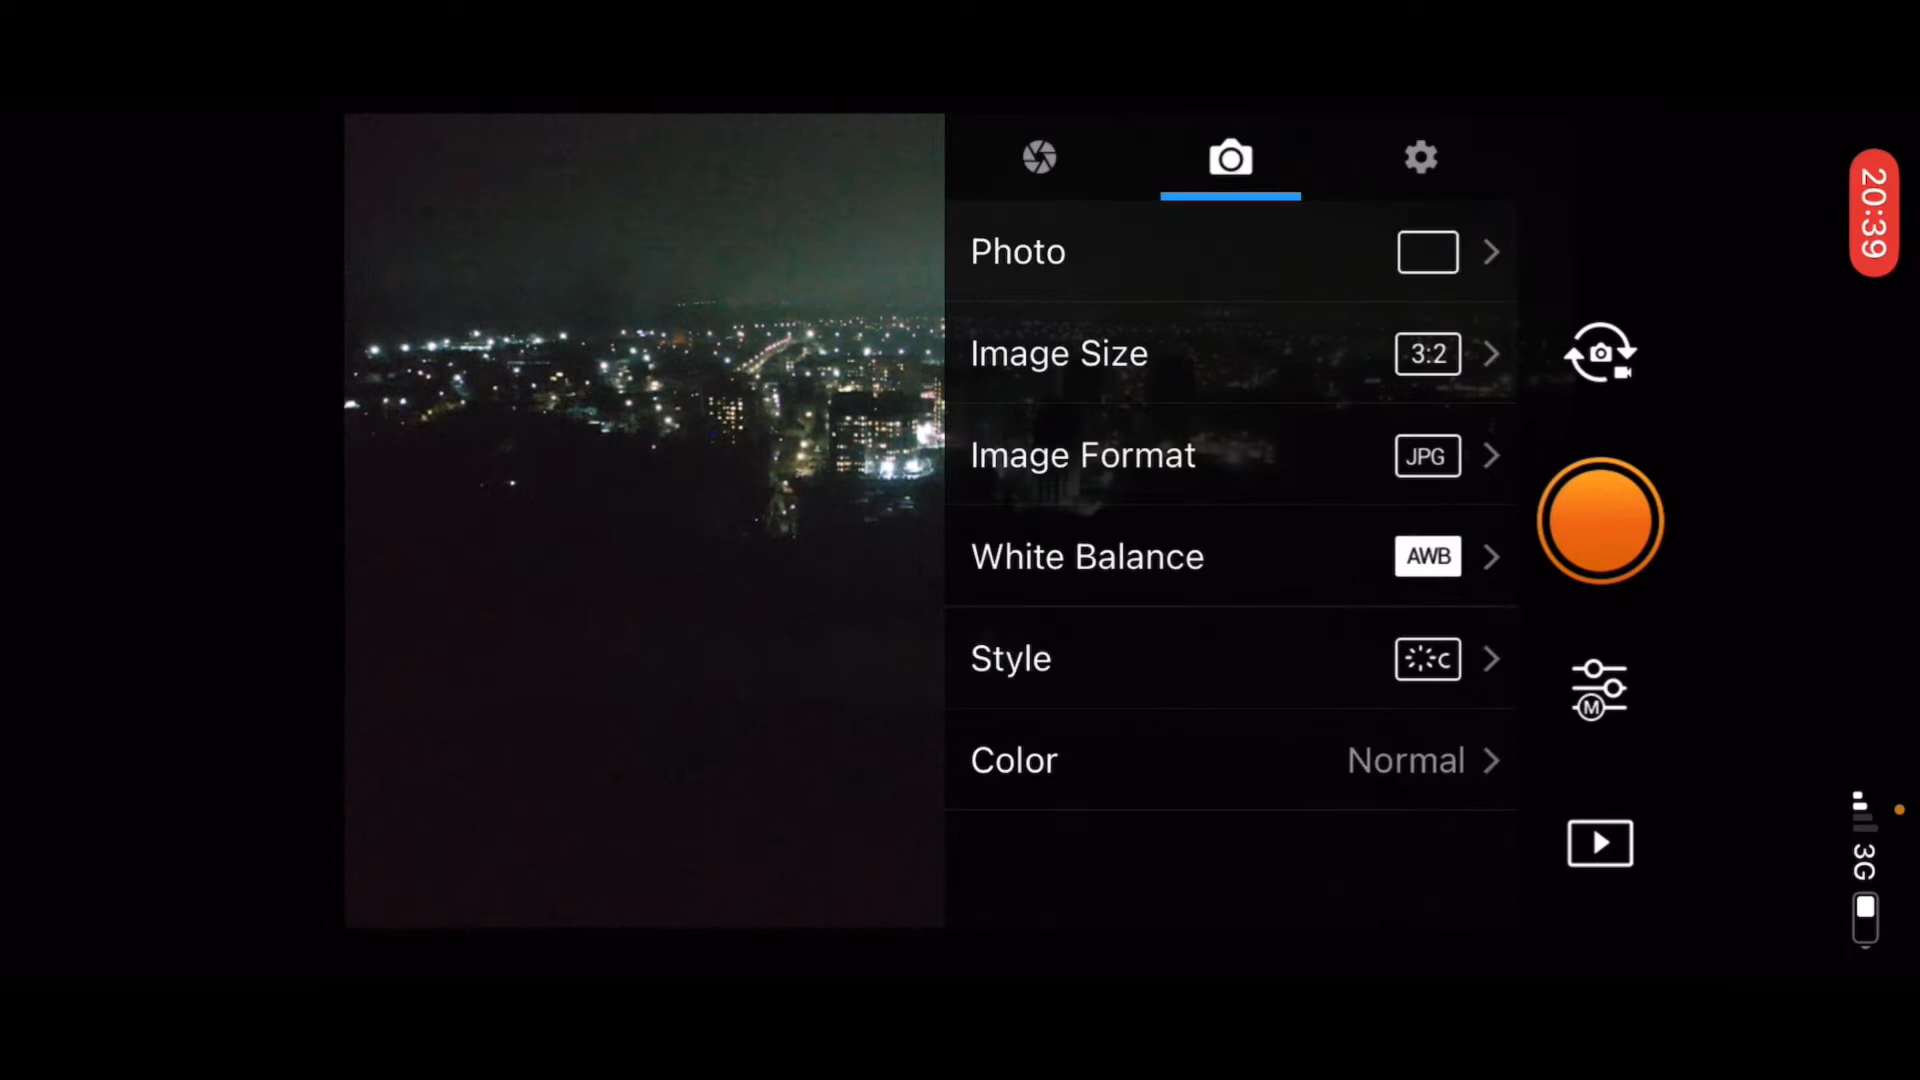 Photo
Image Size 3:2
Image Format JPG
White Balance AWB
Style C
Color Normal
M
20:39
3G